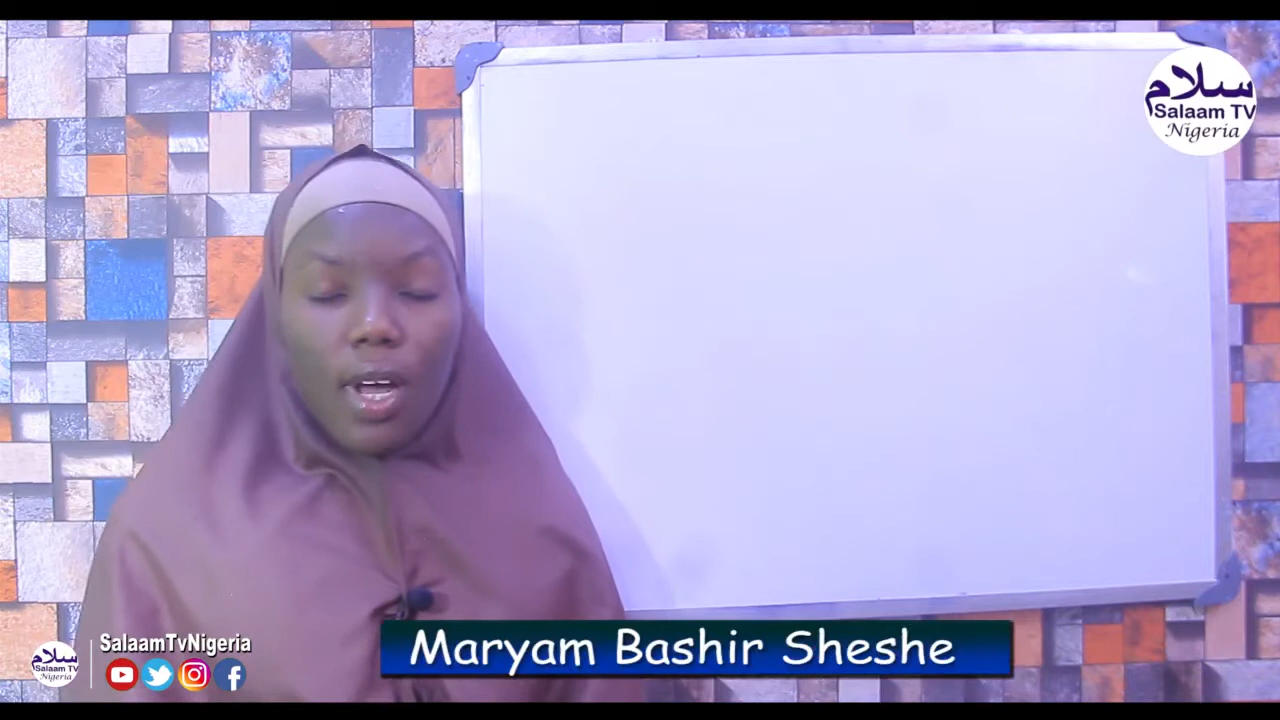 سلام
Salaam TV
Nigeria
سلام
Salaam TV
Nigeria
SalaamTvNigeria
Maryam Bashir Sheshe